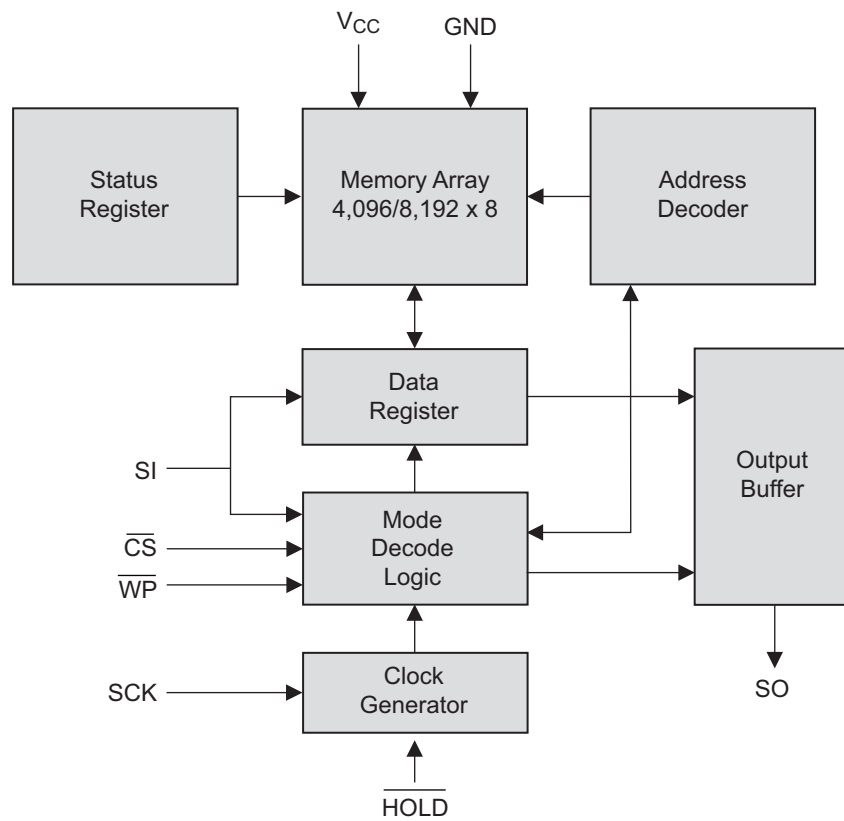 VCC
GND
Status
Register
Memory Array
4,096/8,192 x 8
Address
Decoder
Data
Register
SI
Mode
Decode
Logic
CS
WP
Output
Buffer
SCK
Clock
Generator
SO
HOLD